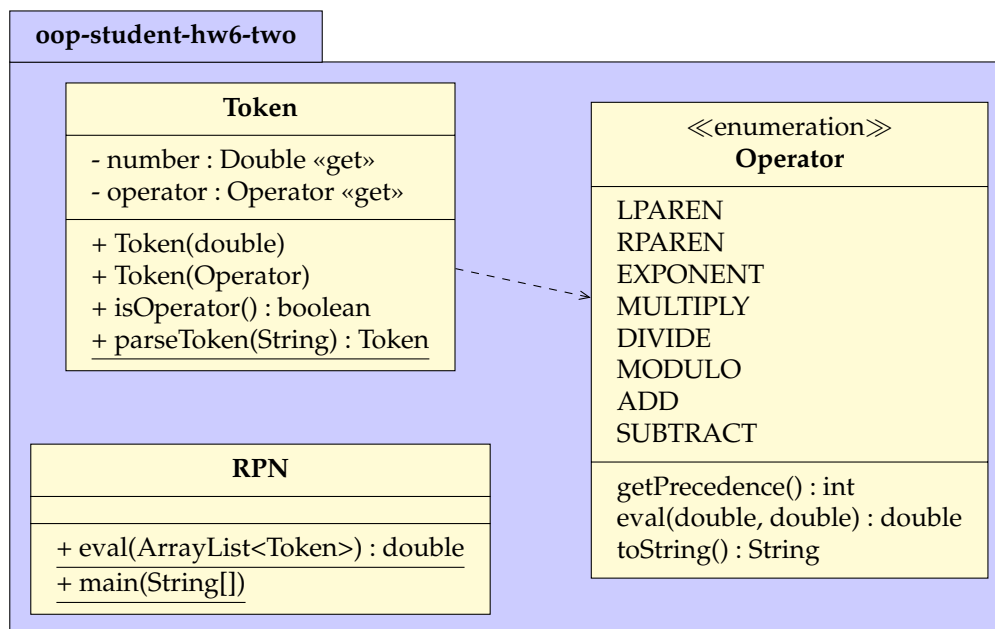 oop-student-hw6-two
Token
- number : Double «get»
- operator : Operator «get»
+ Token(double)
+ Token(Operator)
+ isOperator() : boolean
+ parseToken(String) : Token
≪enumeration≫
Operator
LPAREN
RPAREN
EXPONENT
MULTIPLY
DIVIDE
MODULO
ADD
SUBTRACT
getPrecedence() : int
eval(double, double) : double
toString() : String
RPN
+ eval(ArrayList<Token>) : double
+ main(String[])